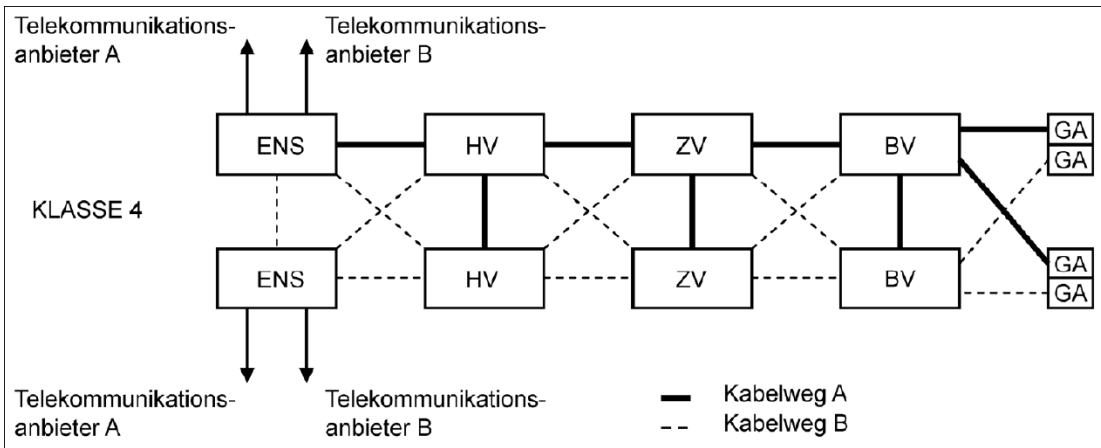 Telekommunikations-
anbieter A
Telekommunikations-
anbieter B
ENS
HV
ZV
BV
GA
GA
KLASSE 4
ENS
HV
ZV
BV
GA
GA
Telekommunikations-
anbieter A
Telekommunikations-
anbieter B
Kabelweg A
Kabelweg B